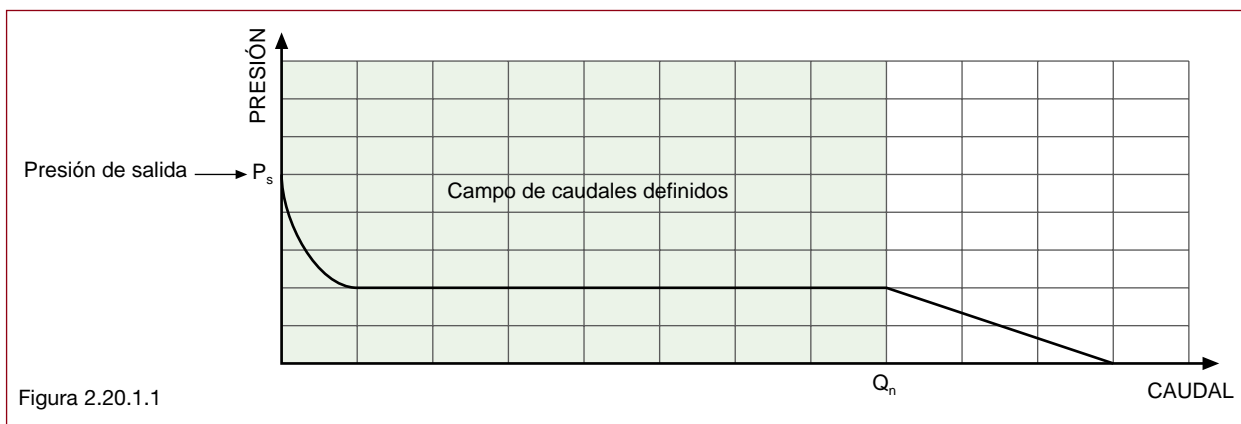 PRESIÓN
Presión de salida
Ps
Campo de caudales definidos
Qn
CAUDAL
Figura 2.20.1.1